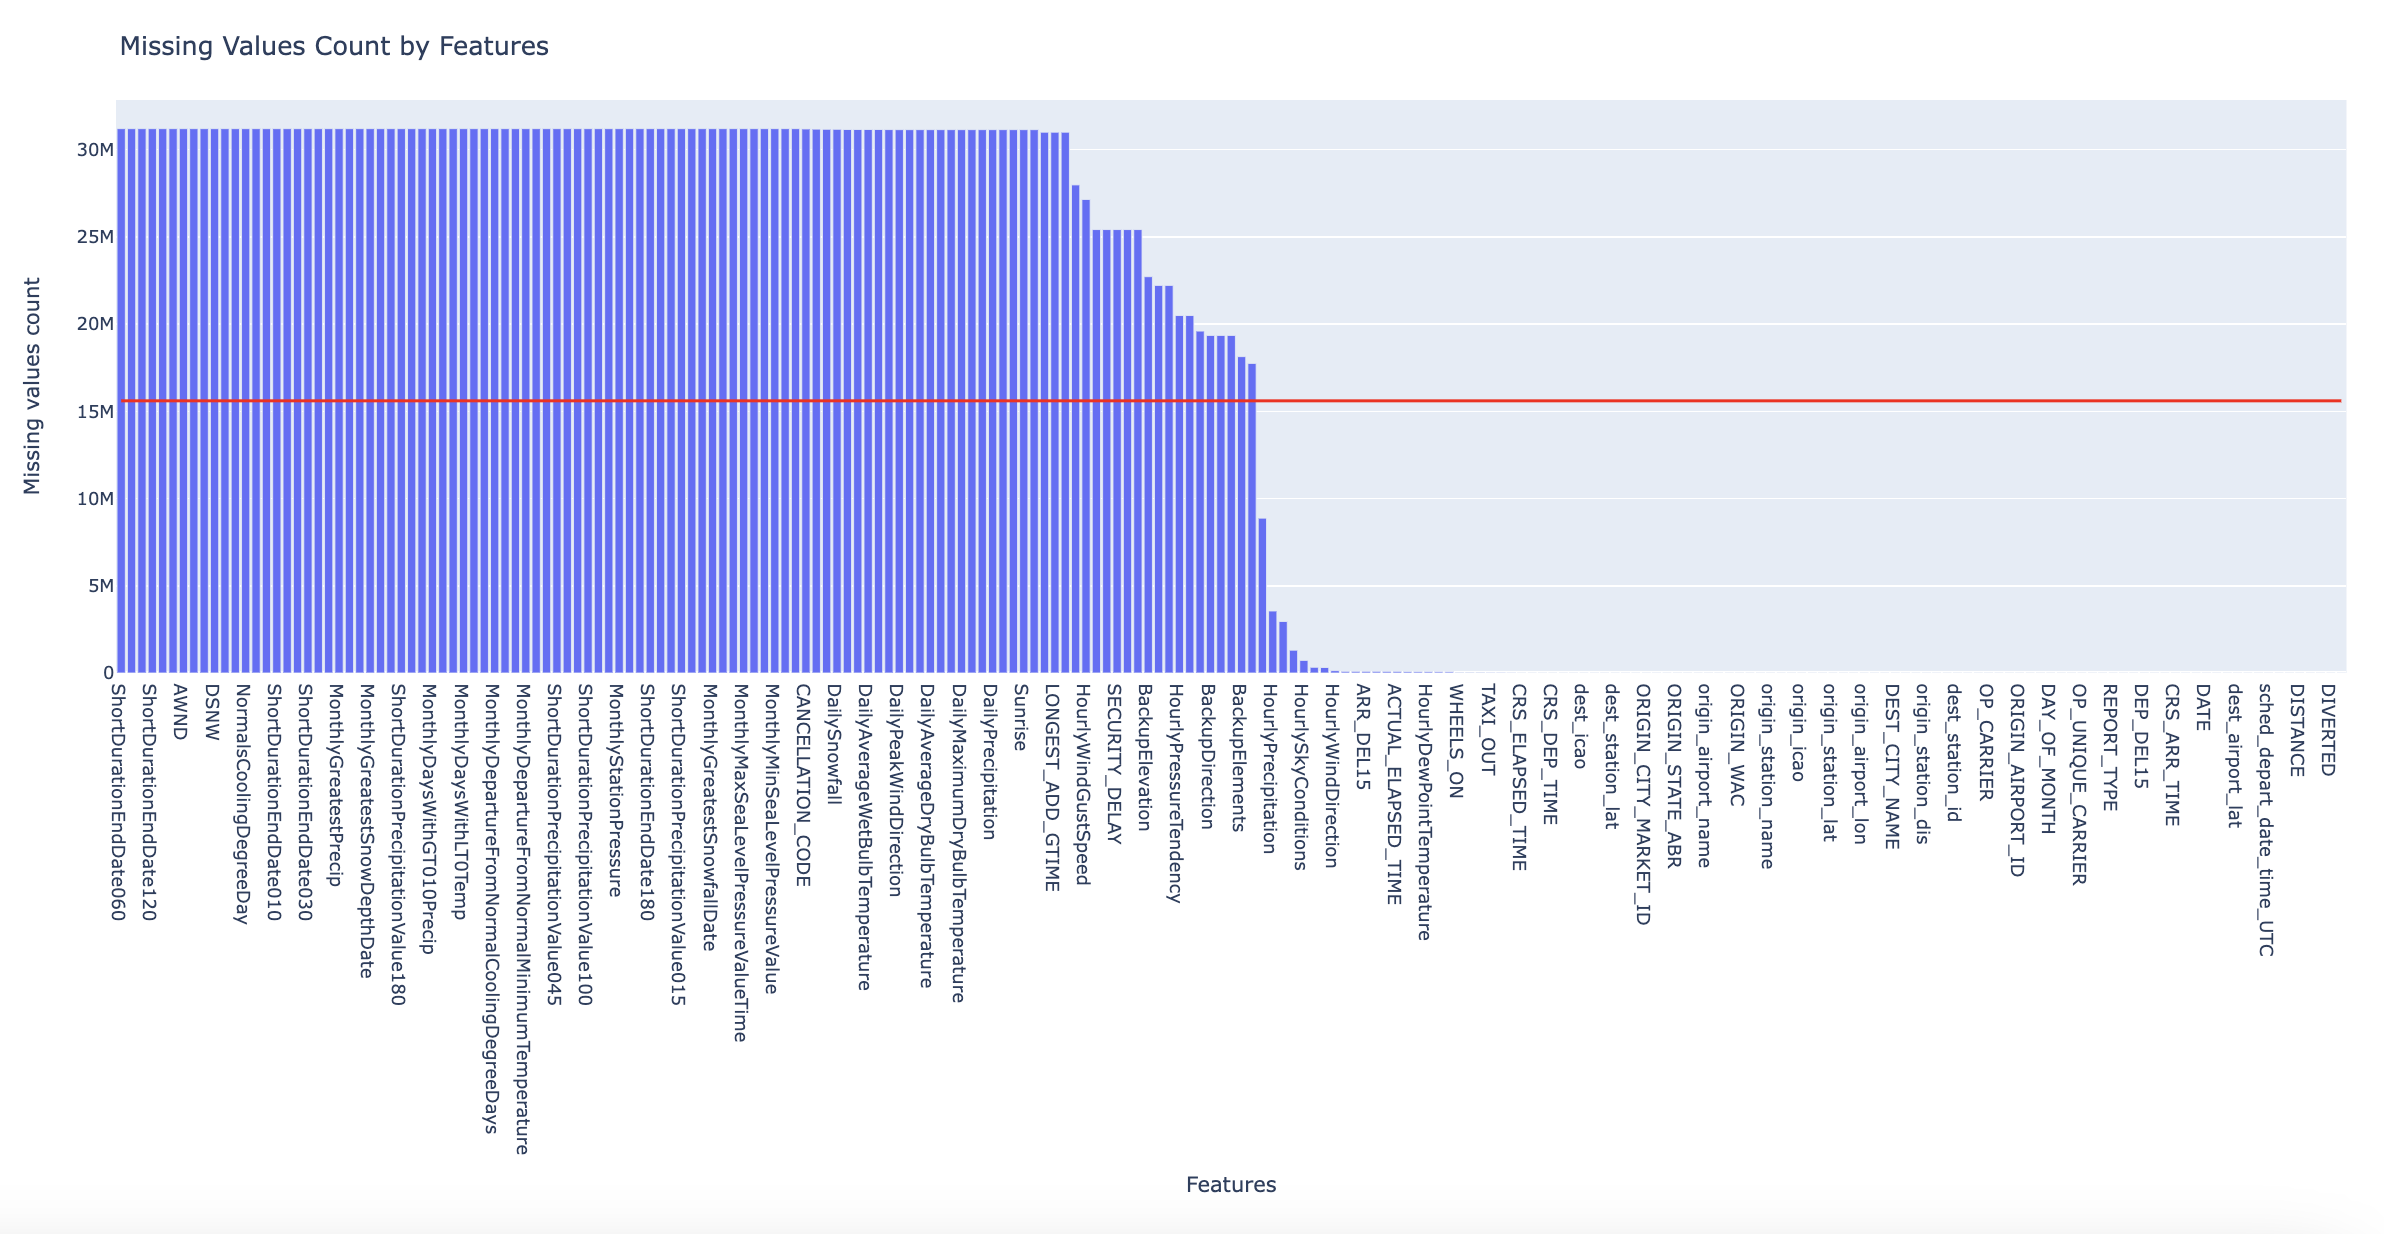 Missing Values Count by Features
Missing values count
30M
25M
20M
15M
10M
5M
0
ShortDurationEndDate060
ShortDurationEndDate120
AWND
DSNW
NormalsCoolingDegreeDay
ShortDurationEndDate010
ShortDurationEndDate030
MonthlyGreatestPrecip
MonthlyGreatestSnowDepthDate
ShortDurationPrecipitationValue180
MonthlyDaysWithGT010Precip
MonthlyDaysWithLT0Temp
MonthlyDepartureFromNormalCoolingDegreeDays
MonthlyDepartureFromNormalMinimumTemperature
ShortDurationPrecipitationValue045
ShortDurationPrecipitationValue100
MonthlyStationPressure
ShortDurationEndDate180
ShortDurationPrecipitationValue015
MonthlyGreatestSnowfallDate
MonthlyMaxSeaLevelPressureValueTime
MonthlyMinSeaLevelPressureValue
CANCELLATION_CODE
DailySnowfall
DailyAverageWetBulbTemperature
DailyPeakWindDirection
DailyAverageDryBulbTemperature
DailyMaximumDryBulbTemperature
DailyPrecipitation
Sunrise
LONGEST_ADD_GTIME
HourlyWindGustSpeed
SECURITY_DELAY
BackupElevation
HourlyPressureTendency
BackupDirection
BackupElements
HourlyPrecipitation
HourlySkyConditions
HourlyWindDirection
ARR_DEL15
ACTUAL_ELAPSED_TIME
HourlyDewPointTemperature
WHEELS_ON
TAXI_OUT
CRS_ELAPSED_TIME
CRS_DEP_TIME
dest_icao
dest_station_lat
ORIGIN_CITY_MARKET_ID
ORIGIN_STATE_ABR
origin_airport_name
ORIGIN_WAC
origin_station_name
origin_icao
origin_station_lat
origin_airport_lon
DEST_CITY_NAME
origin_station_dis
dest_station_id
OP_CARRIER
ORIGIN_AIRPORT_ID
DAY_OF_MONTH
OP_UNIQUE_CARRIER
REPORT_TYPE
DEP_DEL15
CRS_ARR_TIME
DATE
dest_airport_lat
sched_depart_date_time_UTC
DISTANCE
DIVERTED
Features